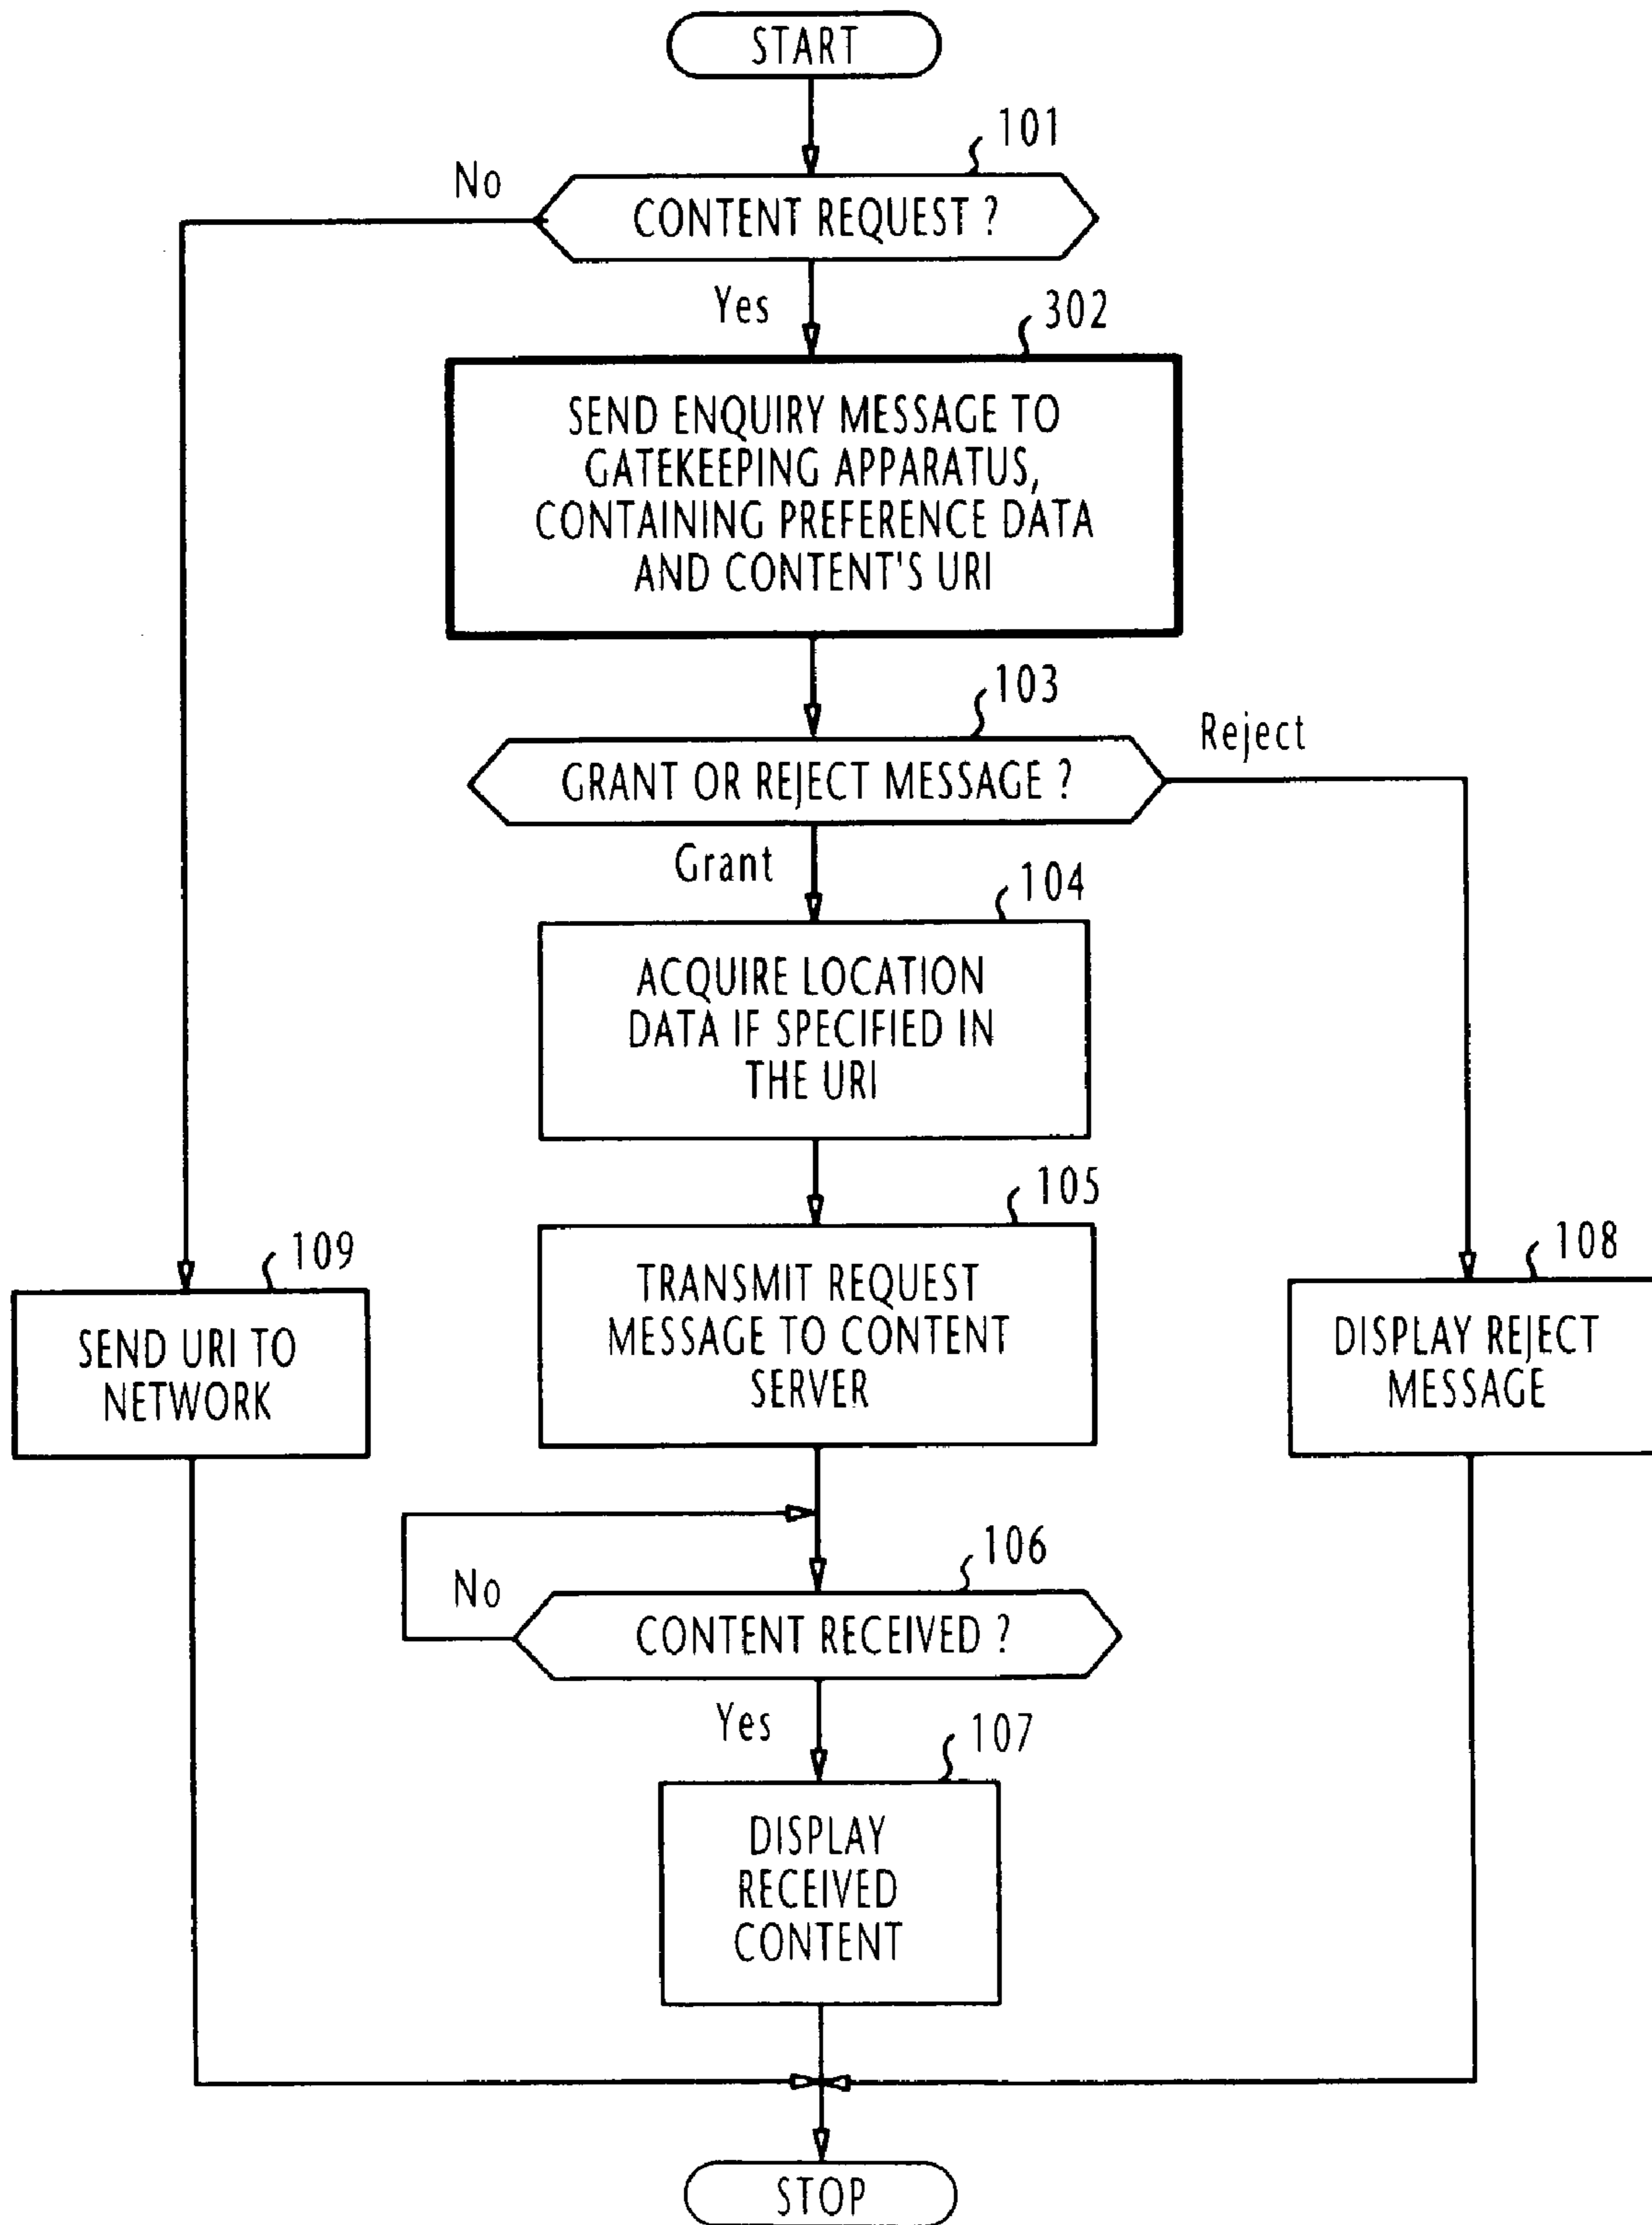 START
101
No
CONTENT REQUEST ?
Yes
302
SEND ENQUIRY MESSAGE TO
GATEKEEPING APPARATUS,
CONTAINING PREFERENCE DATA
AND CONTENT'S URI
103
Reject
GRANT OR REJECT MESSAGE ?
Grant
104
ACQUIRE LOCATION
DATA IF SPECIFIED IN
THE URI
105
109
108
TRANSMIT REQUEST
MESSAGE TO CONTENT
SERVER
SEND URI TO
NETWORK
DISPLAY REJECT
MESSAGE
106
No
CONTENT RECEIVED ?
Yes
107
DISPLAY
RECEIVED
CONTENT
STOP